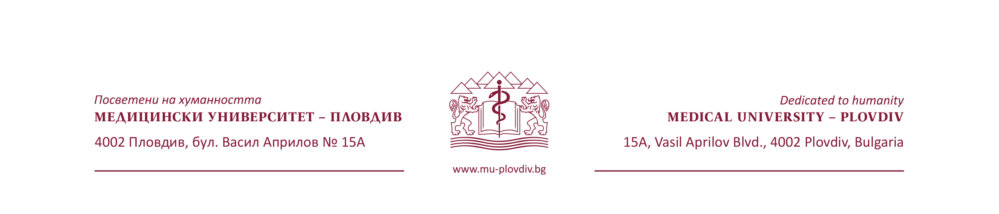 Посветени на хуманността
МЕДИЦИНСКИ УНИВЕРСИТЕТ – ПЛОВДИВ
4002 Пловдив, бул. Васил Априлов № 15А
www.mu-plovdiv.bg
Dedicated to humanity
MEDICAL UNIVERSITY – PLOVDIV
15A, Vasil Aprilov Blvd., 4002 Plovdiv, Bulgaria